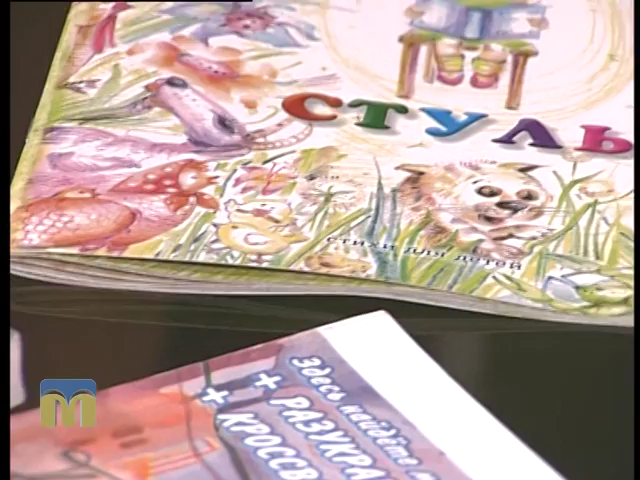 СТУЛЬ
стихи для детей
Здесь найдёте
+ РАЗУКРА
+ КРОССВ
M